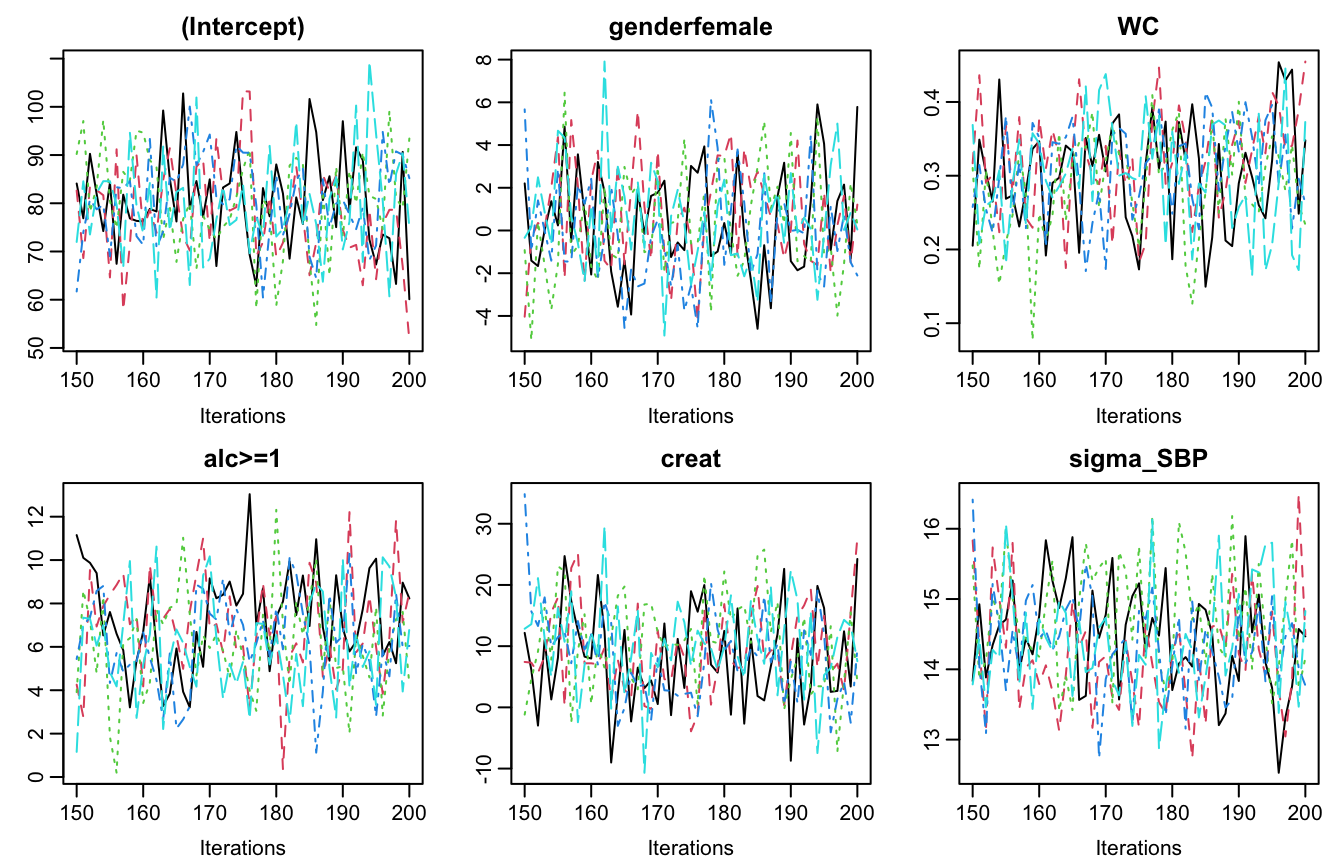 (Intercept)
50 60 70 80 90 100
150 160 170 180 190 200
Iterations
genderfemale
-4 -2 0 2 4 6 8
150 160 170 180 190 200
Iterations
WC
0.1 0.2 0.3 0.4
150 160 170 180 190 200
Iterations
alc>=1
0 2 4 6 8 10 12
150 160 170 180 190 200
Iterations
creat
-10 0 10 20 30
150 160 170 180 190 200
Iterations
sigma_SBP
13 14 15 16
150 160 170 180 190 200
Iterations